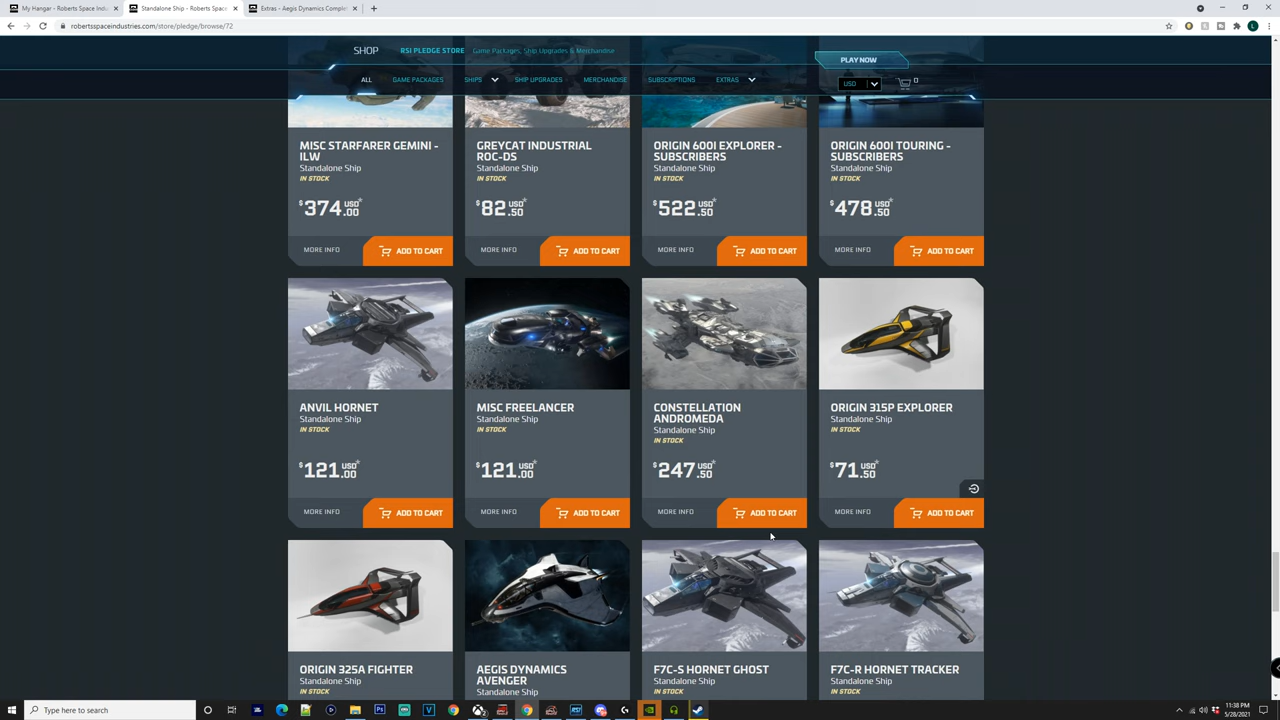 My Hangar - Roberts Space Indu
Standalone Ship - Roberts Space
Extras - Aegis Dynamics Comple
robertsspaceindustries.com/store/pledge/browse/72
SHOP
RSI PLEDGE STORE
Game Packages, Ship Upgrades & Merchandise
PLAY NOW
ALL
GAME PACKAGES
SHIPS
SHIP UPGRADES
MERCHANDISE
SUBSCRIPTIONS
EXTRAS
USD
0
MISC STARFARER GEMINI -
ILW
Standalone Ship
IN STOCK
$374.00 USD*
MORE INFO
ADD TO CART
GREYCAT INDUSTRIAL
ROC-DS
Standalone Ship
IN STOCK
$82.50 USD*
MORE INFO
ADD TO CART
ORIGIN 600I EXPLORER -
SUBSCRIBERS
Standalone Ship
IN STOCK
$522.50 USD*
MORE INFO
ADD TO CART
ORIGIN 600I TOURING -
SUBSCRIBERS
Standalone Ship
IN STOCK
$478.50 USD*
MORE INFO
ADD TO CART
ANVIL HORNET
Standalone Ship
IN STOCK
$121.00 USD*
MORE INFO
ADD TO CART
MISC FREELANCER
Standalone Ship
IN STOCK
$121.00 USD*
MORE INFO
ADD TO CART
CONSTELLATION
ANDROMEDA
Standalone Ship
IN STOCK
$247.50 USD*
MORE INFO
ADD TO CART
ORIGIN 315P EXPLORER
Standalone Ship
IN STOCK
$71.50 USD*
MORE INFO
ADD TO CART
ORIGIN 325A FIGHTER
Standalone Ship
IN STOCK
AEGIS DYNAMICS
AVENGER
Standalone Ship
F7C-S HORNET GHOST
Standalone Ship
IN STOCK
F7C-R HORNET TRACKER
Standalone Ship
IN STOCK
Type here to search
11:38 PM
5/28/2021